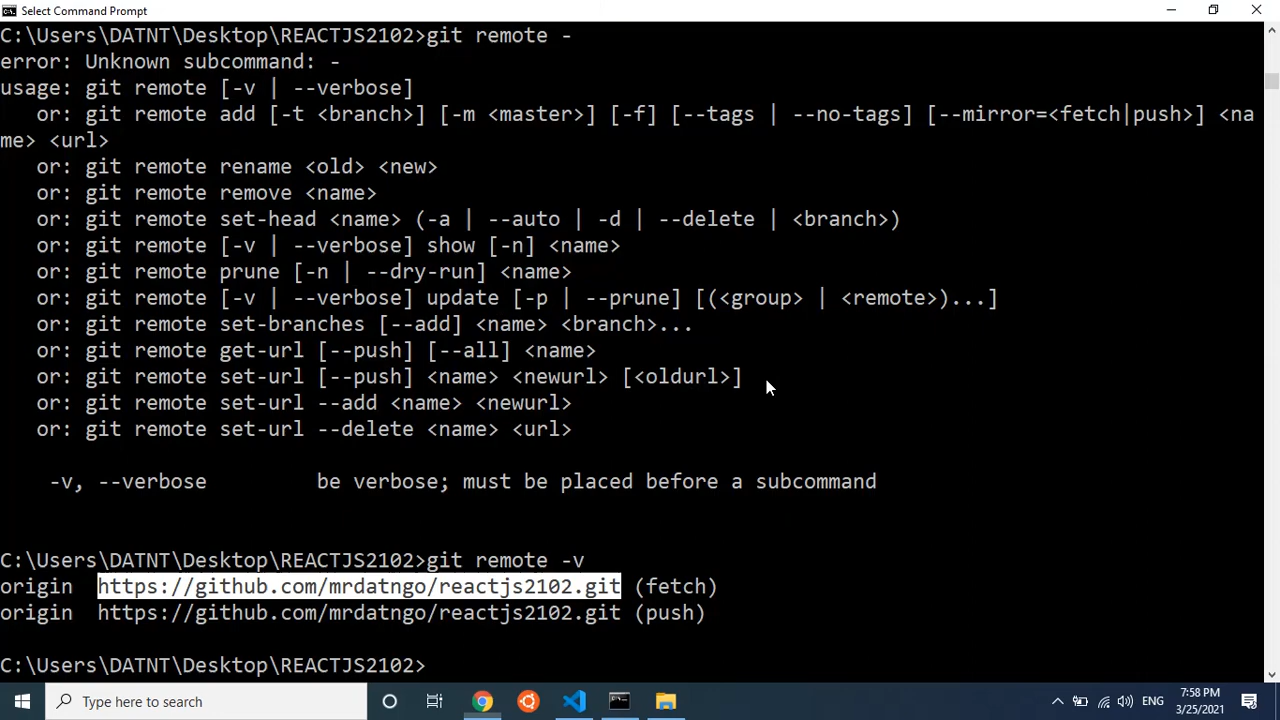 Select Command Prompt
C:\Users\DATNT\Desktop\REACTJS2102>git remote -
error: Unknown subcommand: -
usage: git remote [-v | --verbose]
or: git remote add [-t <branch>] [-m <master>] [-f] [--tags | --no-tags] [--mirror=<fetch|push>] <na
me> <url>
or: git remote rename <old> <new>
or: git remote remove <name>
or: git remote set-head <name> (-a | --auto | -d | --delete | <branch>)
or: git remote [-v | --verbose] show [-n] <name>
or: git remote prune [-n | --dry-run] <name>
or: git remote [-v | --verbose] update [-p | --prune] [(<group> | <remote>)...]
or: git remote set-branches [--add] <name> <branch>...
or: git remote get-url [--push] [--all] <name>
or: git remote set-url [--push] <name> <newurl> [<oldurl>]
or: git remote set-url --add <name> <newurl>
or: git remote set-url --delete <name> <url>
-v, --verbose be verbose; must be placed before a subcommand
C:\Users\DATNT\Desktop\REACTJS2102>git remote -v
origin https://github.com/mrdatngo/reactjs2102.git (fetch)
origin https://github.com/mrdatngo/reactjs2102.git (push)
C:\Users\DATNT\Desktop\REACTJS2102>
Type here to search
ENG
7:58 PM
3/25/2021